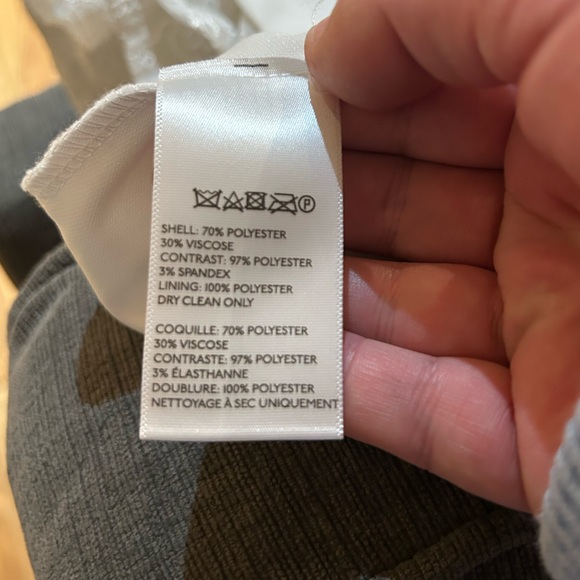 P
SHELL: 70% POLYESTER
30% VISCOSE
CONTRAST: 97% POLYESTER
3% SPANDEX
LINING: 100% POLYESTER
DRY CLEAN ONLY
COQUILLE: 70% POLYESTER
30% VISCOSE
CONTRASTE: 97% POLYESTER
3% ÉLASTHANNE
DOUBLURE: 100% POLYESTER
NETTOYAGE À SEC UNIQUEMENT